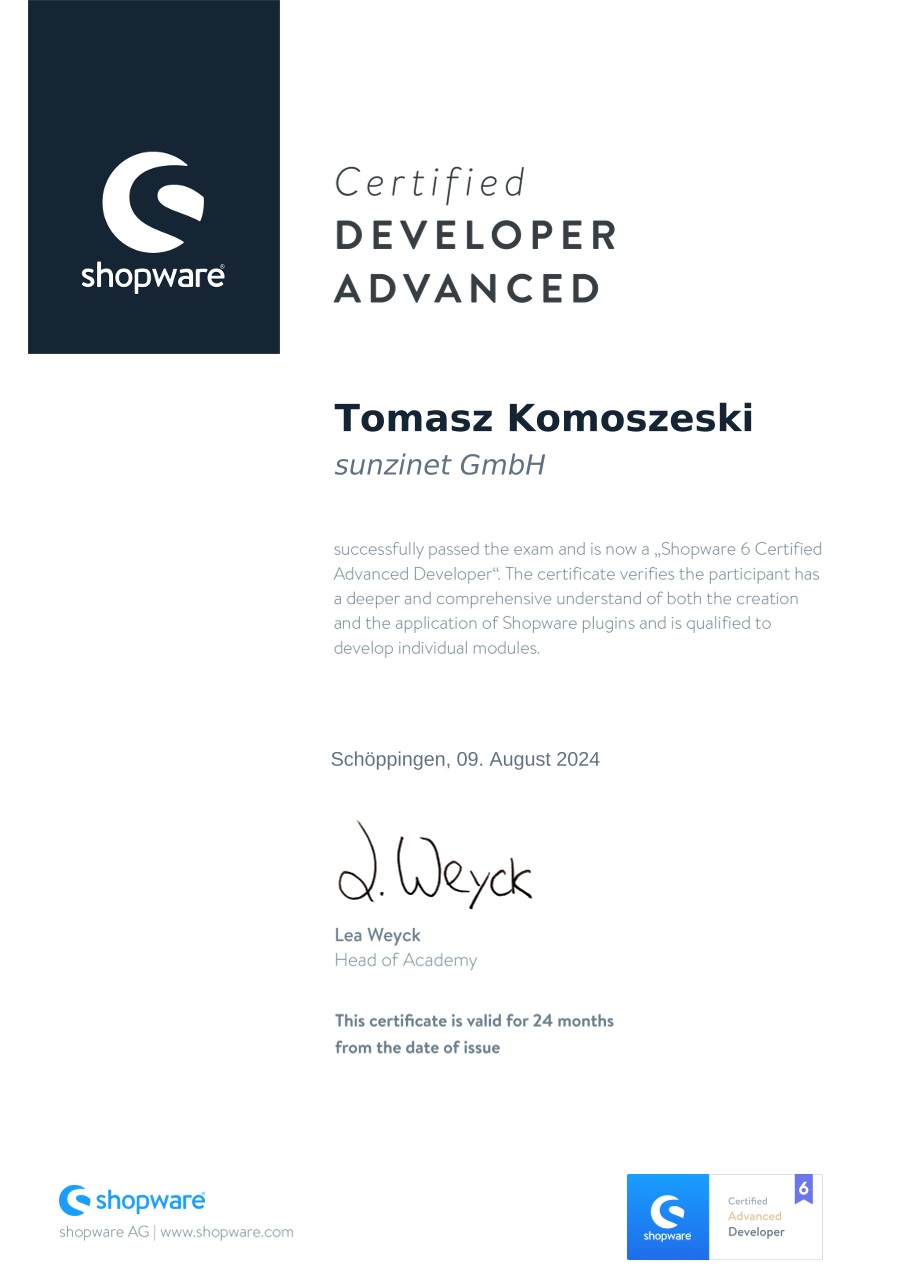 shopware®
Certified
DEVELOPER
ADVANCED
Tomasz Komoszeski
sunzinet GmbH
successfully passed the exam and is now a „Shopware 6 Certified
Advanced Developer“. The certificate verifies the participant has
a deeper and comprehensive understand of both the creation
and the application of Shopware plugins and is qualified to
develop individual modules.
Schöppingen, 09. August 2024
L. Weyck
Lea Weyck
Head of Academy
This certificate is valid for 24 months
from the date of issue
shopware
shopware AG | www.shopware.com
shopware
6
Certified
Advanced
Developer